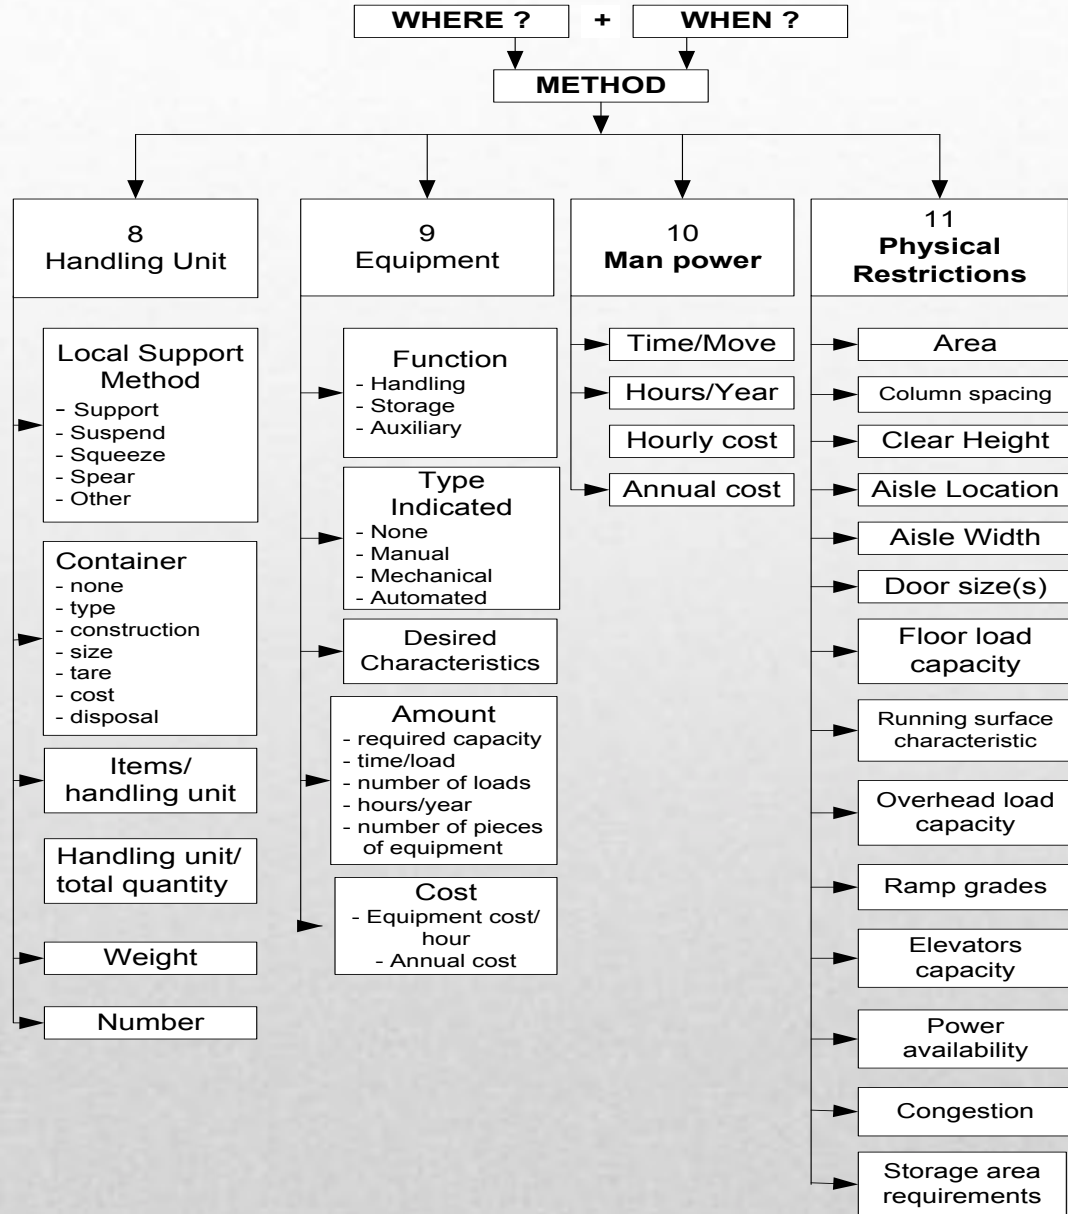 WHERE ?
+
WHEN ?
METHOD
8
Handling Unit
Local Support
Method
- Support
- Suspend
- Squeeze
- Spear
- Other
Container
- none
- type
- construction
- size
- tare
- cost
- disposal
Items/
handling unit
Handling unit/
total quantity
Weight
Number
9
Equipment
Function
- Handling
- Storage
- Auxiliary
Type
Indicated
- None
- Manual
- Mechanical
- Automated
Desired
Characteristics
Amount
- required capacity
- time/load
- number of loads
- hours/year
- number of pieces
of equipment
Cost
- Equipment cost/
hour
- Annual cost
10
Man power
Time/Move
Hours/Year
Hourly cost
Annual cost
11
Physical
Restrictions
Area
Column spacing
Clear Height
Aisle Location
Aisle Width
Door size(s)
Floor load
capacity
Running surface
characteristic
Overhead load
capacity
Ramp grades
Elevators
capacity
Power
availability
Congestion
Storage area
requirements